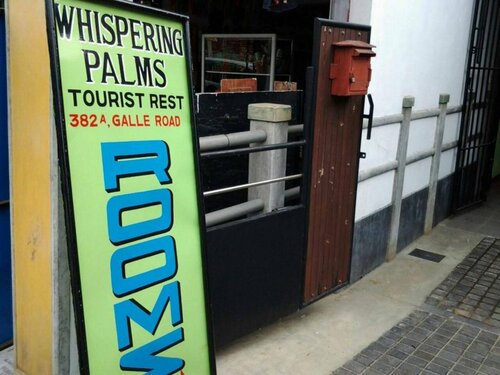 WHISPERING
PALMS
TOURIST REST
382A, GALLE ROAD
ROOMS